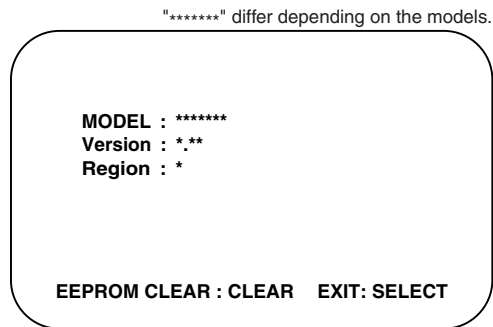 "*******" differ depending on the models.
MODEL : *******
Version : *.**
Region : *
EEPROM CLEAR : CLEAR EXIT: SELECT